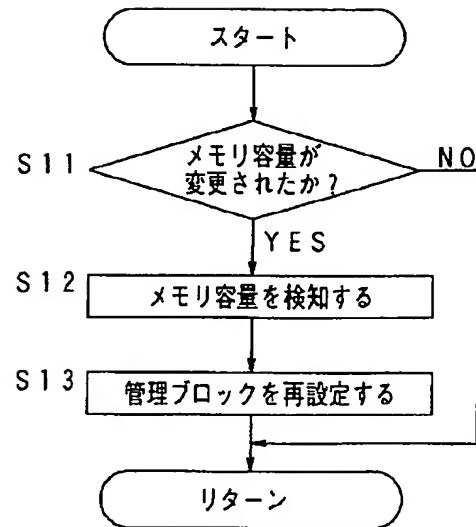 スタート
S11
メモリ容量が
変更されたか?
NO
YES
S12
メモリ容量を検知する
S13
管理ブロックを再設定する
リターン